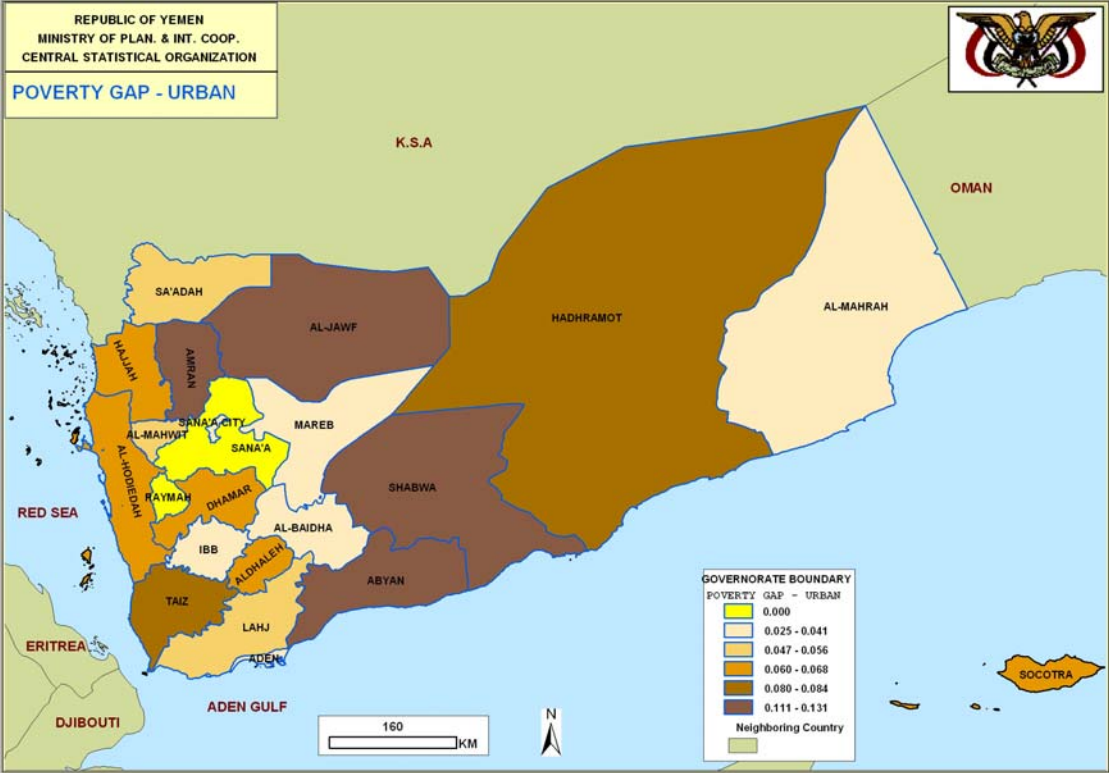 REPUBLIC OF YEMEN
MINISTRY OF PLAN. & INT. COOP.
CENTRAL STATISTICAL ORGANIZATION
POVERTY GAP - URBAN
K.S.A
OMAN
SA'ADAH
AL-JAWF
HADHRAMOT
AL-MAHRAH
HAJJAH
AMRAN
SANA'A CITY
MAREB
AL-MAHWIT
SANA'A
AL-HODIEDAH
RAYMAH
DHAMAR
SHABWA
RED SEA
AL-BAIDHA
IBB
ALDHALEH
ABYAN
TAIZ
LAHJ
ADEN
ERITREA
DJIBOUTI
ADEN GULF
SOCOTRA
160
KM
N
GOVERNORATE BOUNDARY
POVERTY GAP - URBAN
0.000
0.025 - 0.041
0.047 - 0.056
0.060 - 0.068
0.080 - 0.084
0.111 - 0.131
Neighboring Country